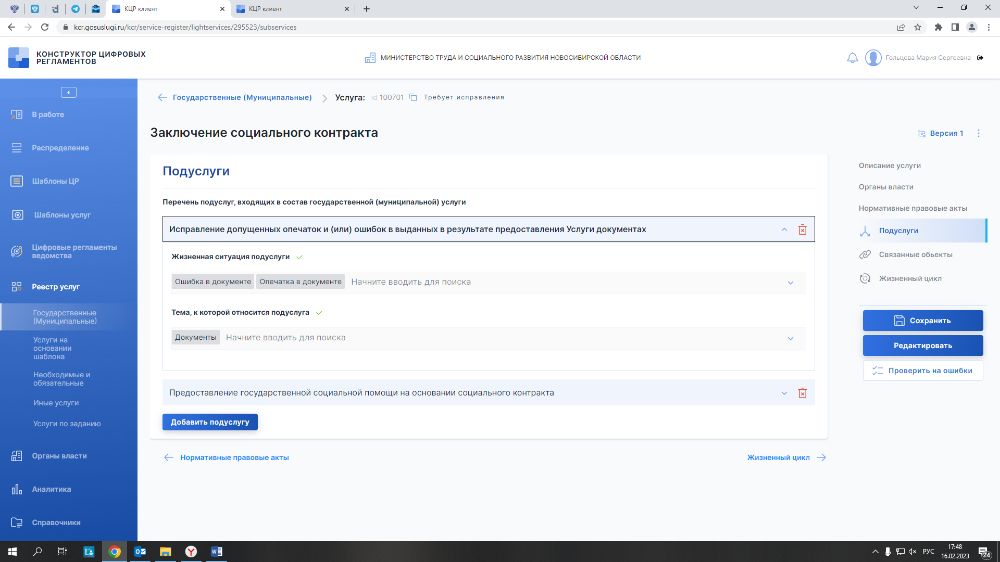 КЦР клиент
КЦР клиент
kcr.gosuslugi.ru/kcr/service-register/lightservices/295523/subservices
КОНСТРУКТОР ЦИФРОВЫХ
РЕГЛАМЕНТОВ
МИНИСТЕРСТВО ТРУДА И СОЦИАЛЬНОГО РАЗВИТИЯ НОВОСИБИРСКОЙ ОБЛАСТИ
Гольцова Мария Сергеевна
В работе
Распределение
Шаблоны ЦР
Шаблоны услуг
Цифровые регламенты
ведомства
Реестр услуг
Государственные
(Муниципальные)
Услуги на
основании
шаблона
Необходимые и
обязательные
Иные услуги
Услуги по заданию
Органы власти
Аналитика
Справочники
Государственные (Муниципальные)
Услуга: id 100701 Требует исправления
Заключение социального контракта
Версия 1
Подуслуги
Перечень подуслуг, входящих в состав государственной (муниципальной) услуги
Исправление допущенных опечаток и (или) ошибок в выданных в результате предоставления Услуги документах
Жизненная ситуация подуслуги
Ошибка в документе Опечатка в документе Начните вводить для поиска
Тема, к которой относится подуслуга
Документы Начните вводить для поиска
Предоставление государственной социальной помощи на основании социального контракта
Добавить подуслугу
Нормативные правовые акты
Жизненный цикл
Описание услуги
Органы власти
Нормативные правовые акты
Подуслуги
Связанные обьекты
Жизненный цикл
Сохранить
Редактировать
Проверить на ошибки
РУС
17:48
16.02.2023
24